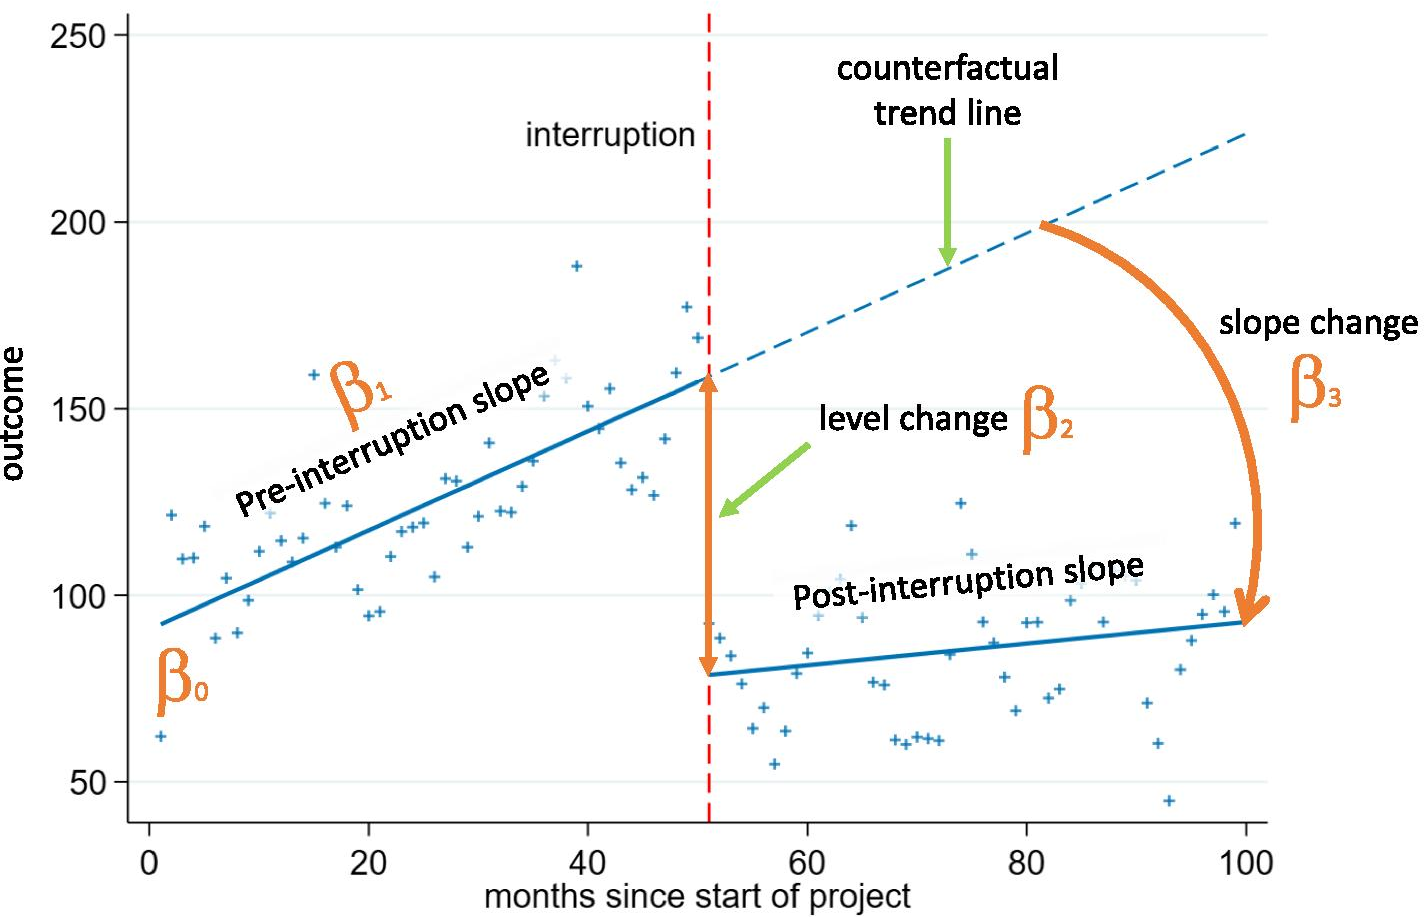 250
200
150
100
50
outcome
interruption
counterfactual
trend line
slope change
β3
β1
Pre-interruption slope
level change β2
Post-interruption slope
β0
0 20 40 60 80 100
months since start of project